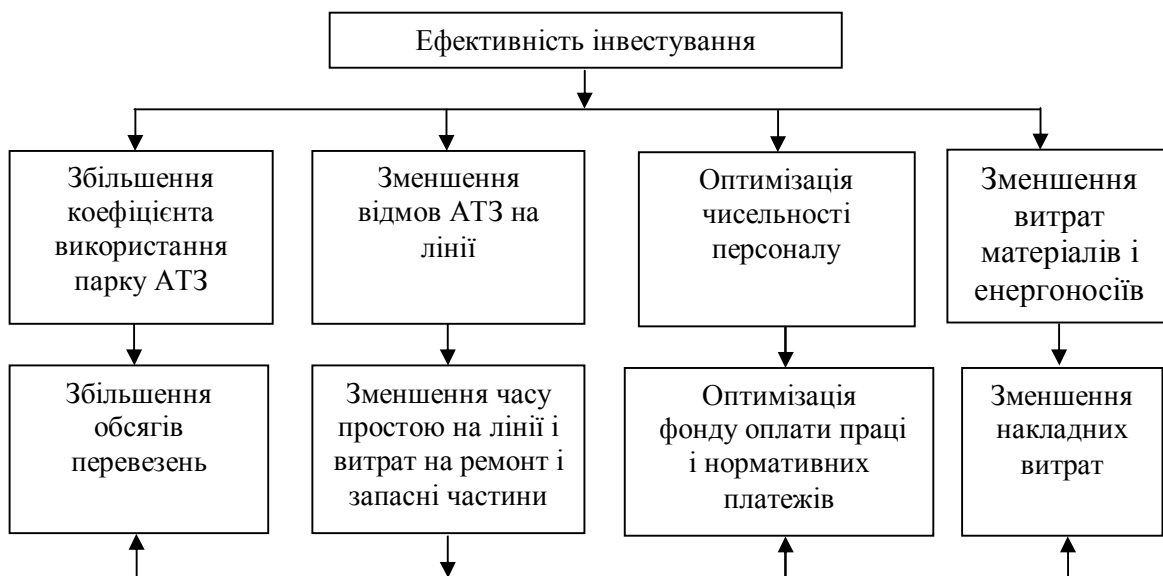 Ефективність інвестування
Збільшення
коефіцієнта
використання
парку АТЗ
Зменшення
відмов АТЗ на
лінії
Оптимізація
чисельності
персоналу
Зменшення
витрат
матеріалів і
енергоносіїв
Збільшення
обсягів
перевезень
Зменшення часу
простою на лінії і
витрат на ремонт і
запасні частини
Оптимізація
фонду оплати праці
і нормативних
платежів
Зменшення
накладних
витрат